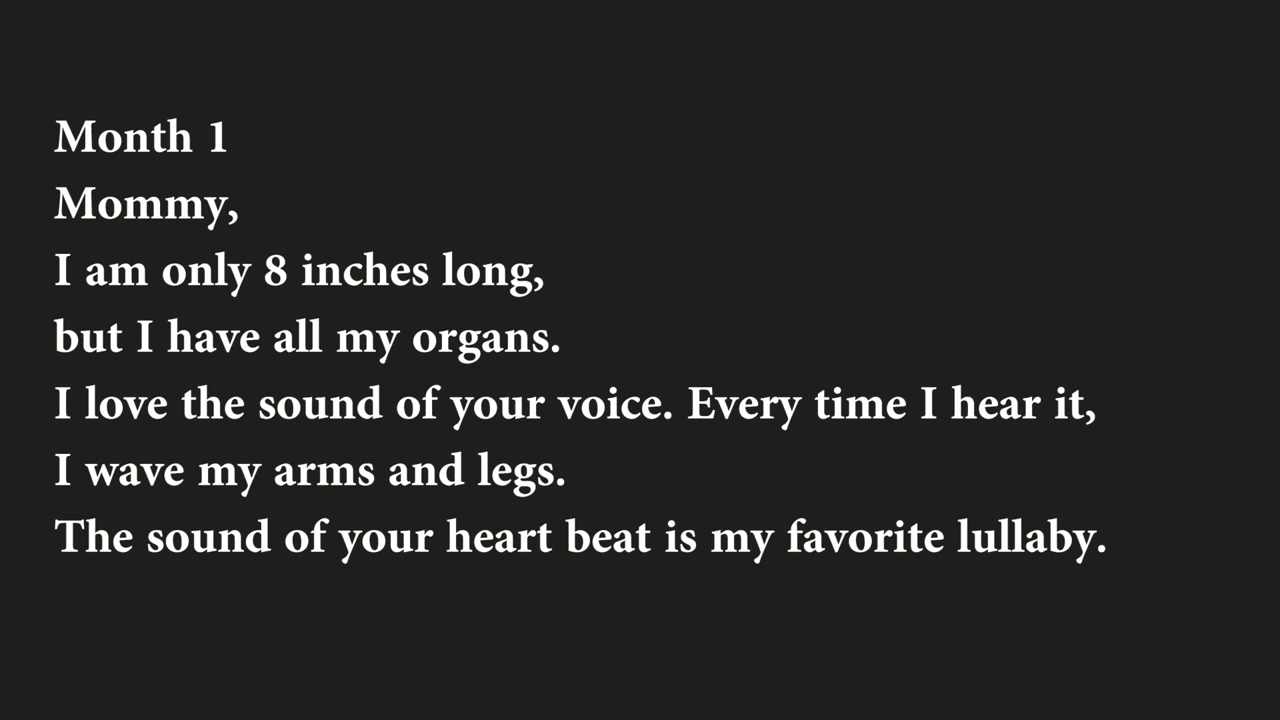 Month 1
Mommy,
I am only 8 inches long,
but I have all my organs.
I love the sound of your voice. Every time I hear it,
I wave my arms and legs.
The sound of your heart beat is my favorite lullaby.